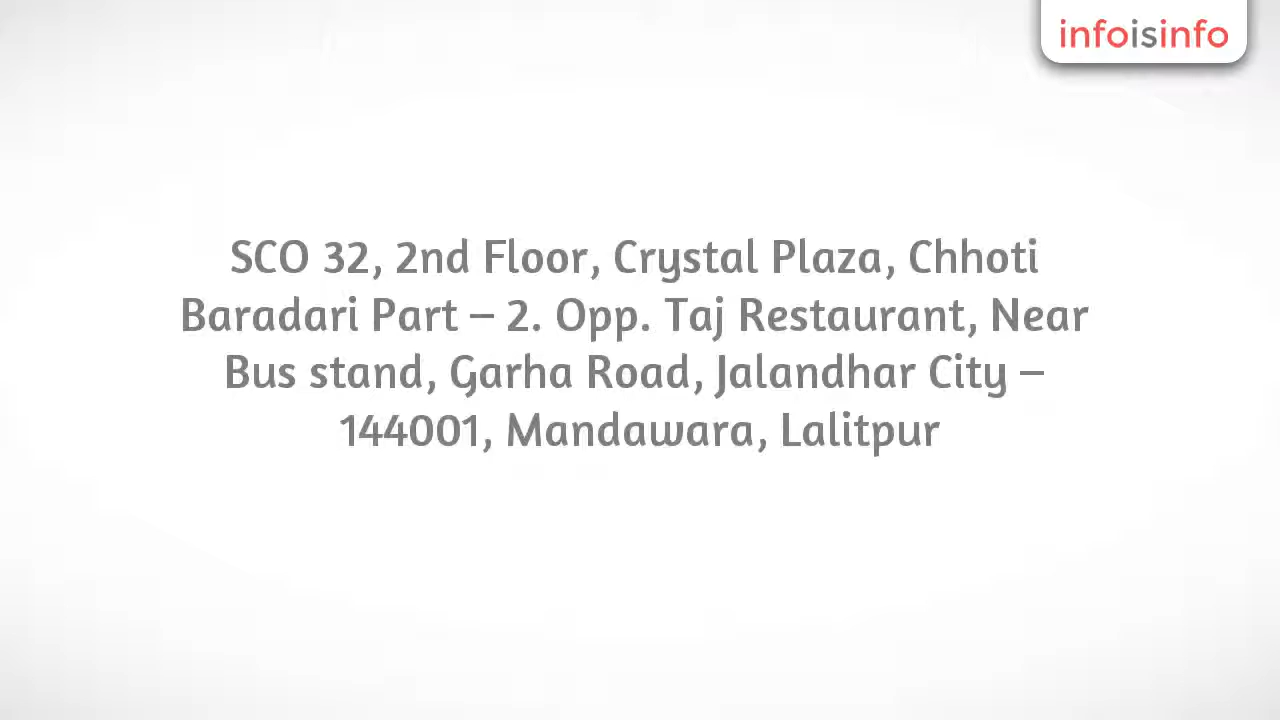 infoisinfo
SCO 32, 2nd Floor, Crystal Plaza, Chhoti
Baradari Part – 2. Opp. Taj Restaurant, Near
Bus stand, Garha Road, Jalandhar City –
144001, Mandawara, Lalitpur